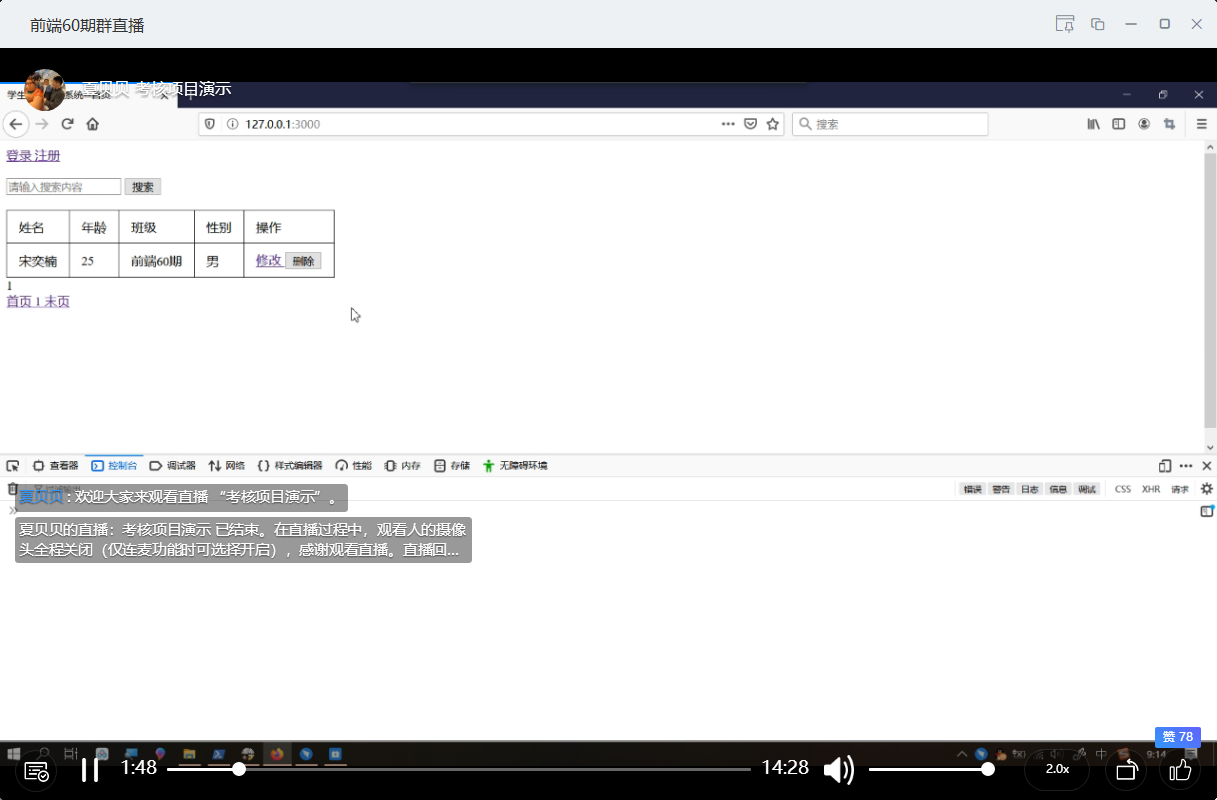 前端60期群直播
夏贝贝 考核项目演示
127.0.0.1:3000
搜索
登录 注册
请输入搜索内容 搜索
姓名 年龄 班级 性别 操作
宋奕楠 25 前端60期 男 修改 删除
1
首页 1 末页
查看器 控制台 调试器 网络 样式编辑器 性能 内存 存储 无障碍环境
错误 警告 日志 信息 调试 CSS XHR 请求
夏贝贝 : 欢迎大家来观看直播 “考核项目演示” 。
夏贝贝的直播：考核项目演示 已结束。在直播过程中，观看人的摄像
头全程关闭（仅连麦功能时可选择开启），感谢观看直播。直播回...
赞 78
中 9:14
1:48 14:28 2.0x